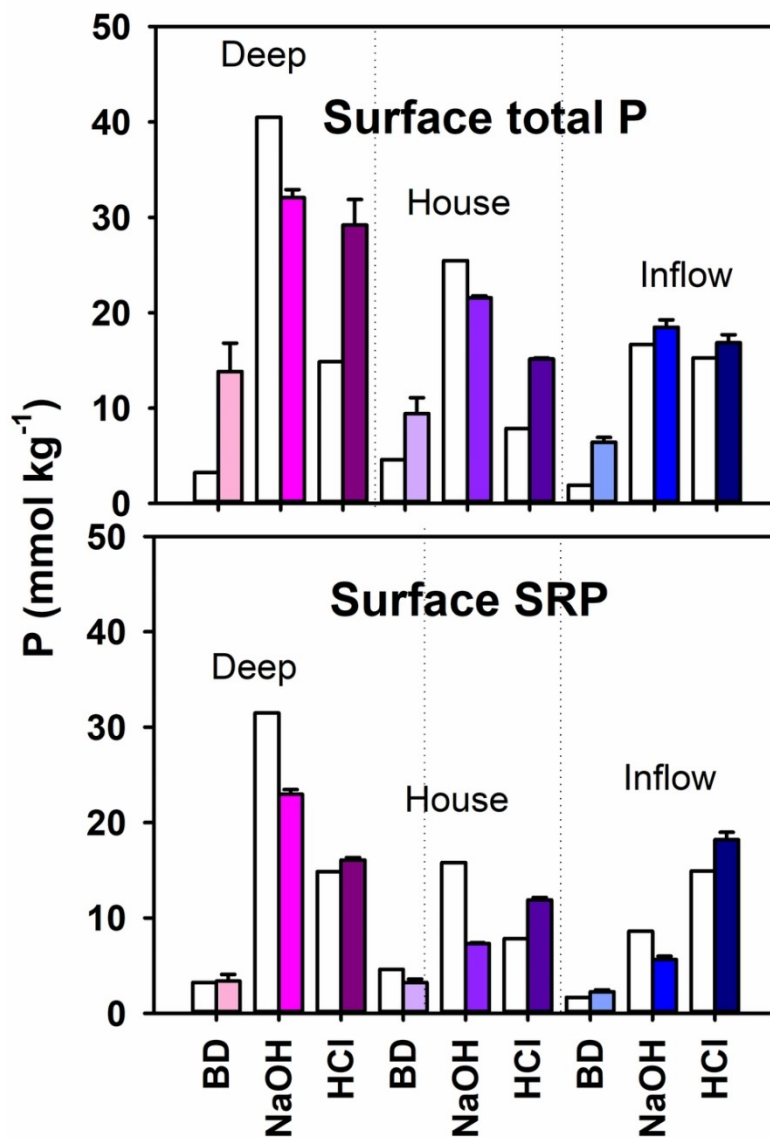 50
Deep
Surface total P
40
House
30
Inflow
20
10
0
P (mmol kg⁻¹)
50
Surface SRP
40
Deep
30
Inflow
House
20
10
0
BD
NaOH
HCl
BD
NaOH
HCl
BD
NaOH
HCl